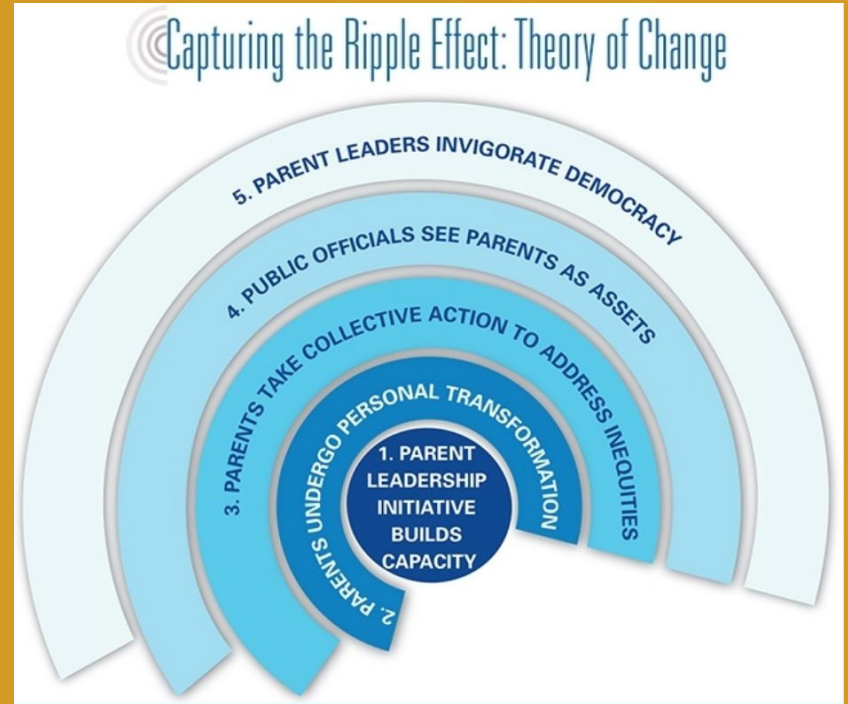 Capturing the Ripple Effect: Theory of Change
5. PARENT LEADERS INVIGORATE DEMOCRACY
4. PUBLIC OFFICIALS SEE PARENTS AS ASSETS
3. PARENTS TAKE COLLECTIVE ACTION TO ADDRESS INEQUITIES
2. PARENTS UNDERGO PERSONAL TRANSFORMATION
1. PARENT
LEADERSHIP
INITIATIVE
BUILDS
CAPACITY